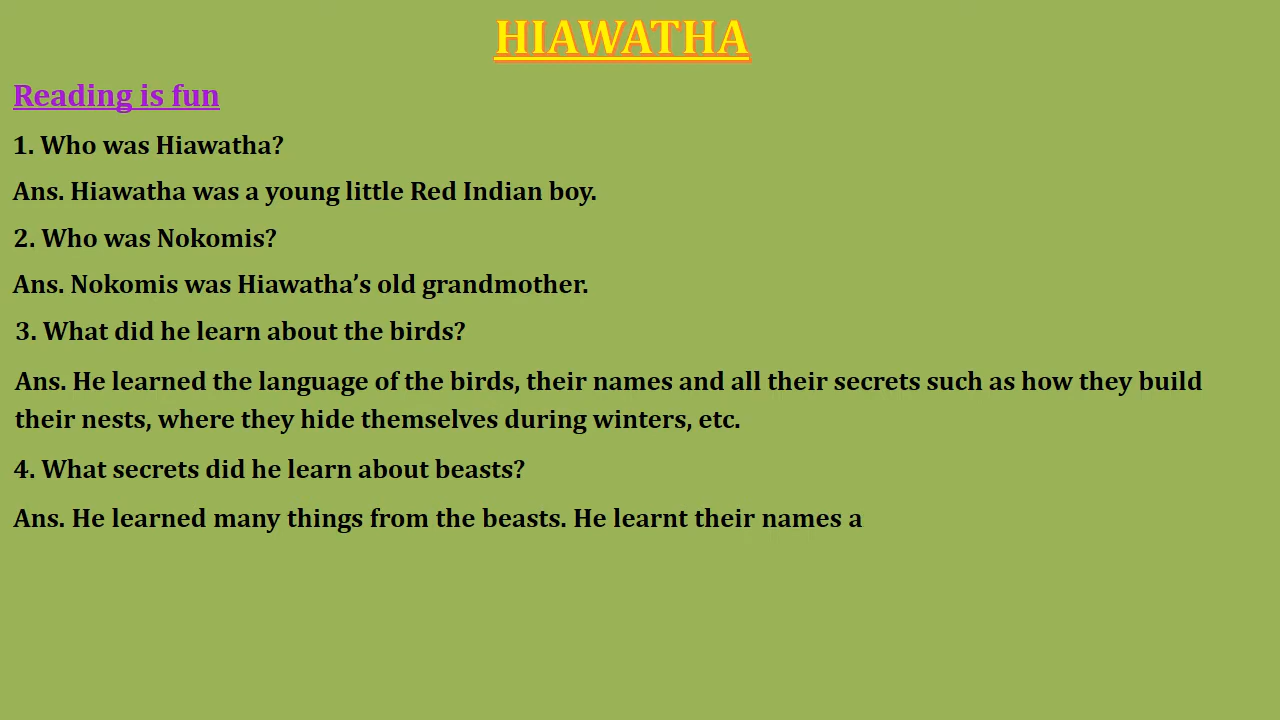 HIAWATHA
Reading is fun
1. Who was Hiawatha?
Ans. Hiawatha was a young little Red Indian boy.
2. Who was Nokomis?
Ans. Nokomis was Hiawatha’s old grandmother.
3. What did he learn about the birds?
Ans. He learned the language of the birds, their names and all their secrets such as how they build
their nests, where they hide themselves during winters, etc.
4. What secrets did he learn about beasts?
Ans. He learned many things from the beasts. He learnt their names a